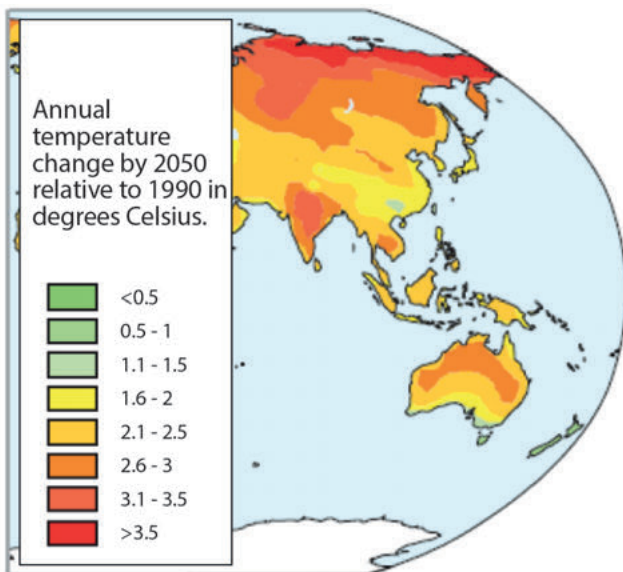 Annual
temperature
change by 2050
relative to 1990 in
degrees Celsius.
<0.5
0.5 - 1
1.1 - 1.5
1.6 - 2
2.1 - 2.5
2.6 - 3
3.1 - 3.5
>3.5